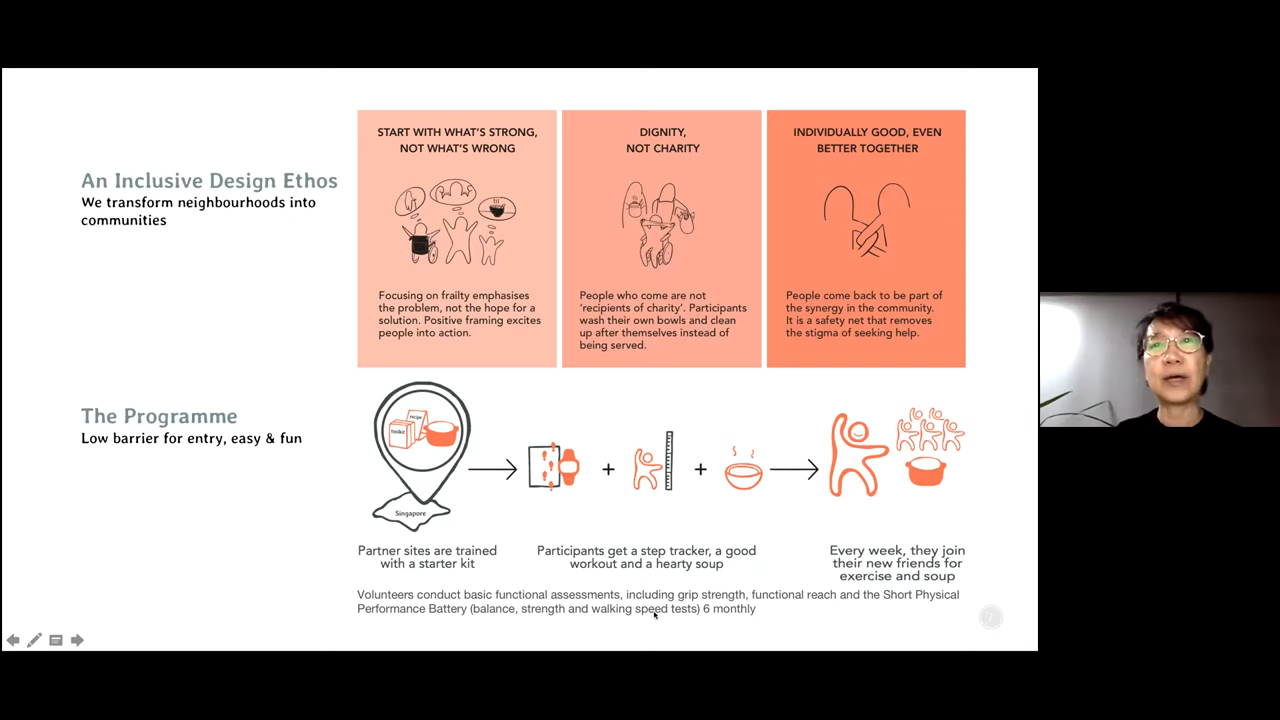 An Inclusive Design Ethos
We transform neighbourhoods into
communities
START WITH WHAT'S STRONG,
NOT WHAT'S WRONG
Focusing on frailty emphasises
the problem, not the hope for a
solution. Positive framing excites
people into action.
DIGNITY,
NOT CHARITY
People who come are not
'recipients of charity'. Participants
wash their own bowls and clean
up after themselves instead of
being served.
INDIVIDUALLY GOOD, EVEN
BETTER TOGETHER
People come back to be part of
the synergy in the community.
It is a safety net that removes
the stigma of seeking help.
The Programme
Low barrier for entry, easy & fun
recipe
toolkit
Singapore
Partner sites are trained
with a starter kit
Participants get a step tracker, a good
workout and a hearty soup
Every week, they join
their new friends for
exercise and soup
Volunteers conduct basic functional assessments, including grip strength, functional reach and the Short Physical
Performance Battery (balance, strength and walking speed tests) 6 monthly
7